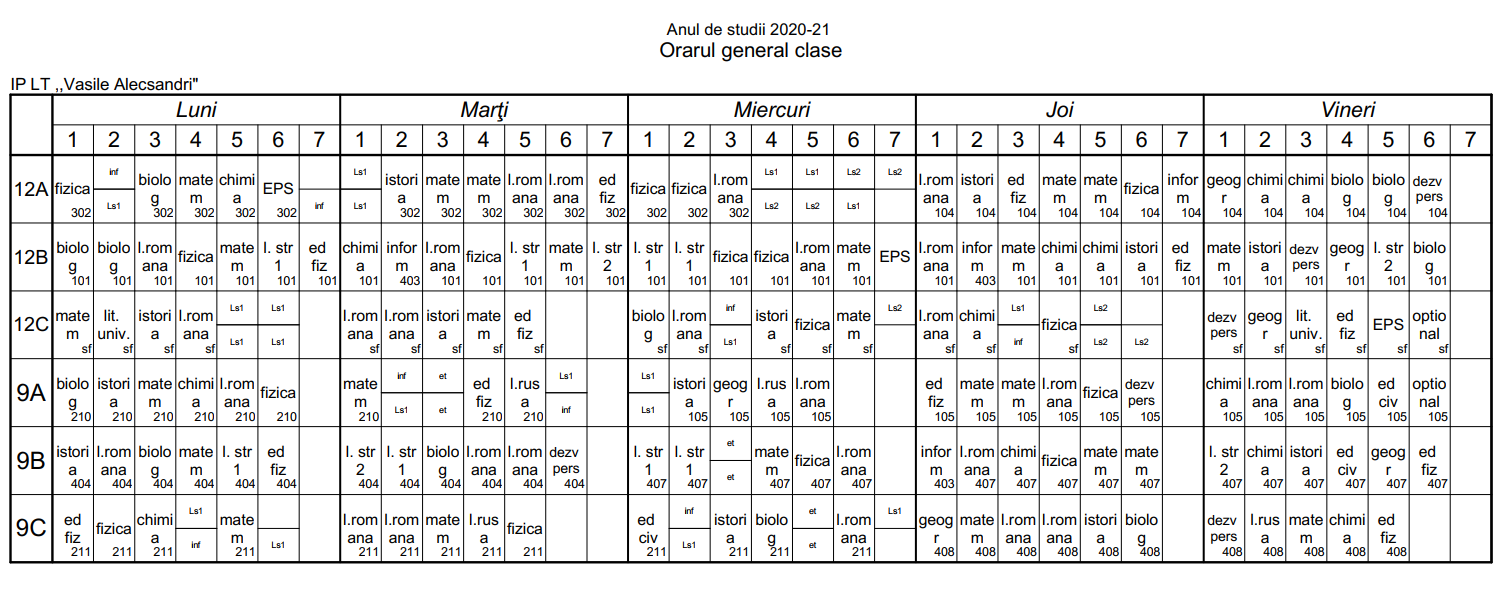 Anul de studii 2020-21
Orarul general clase
IP LT ,,Vasile Alecsandri"
Luni Marţi Miercuri Joi Vineri
1 2 3 4 5 6 7 1 2 3 4 5 6 7 1 2 3 4 5 6 7 1 2 3 4 5 6 7 1 2 3 4 5 6 7
12A fizica 302 inf Ls1 biolog 302 matem 302 chimia 302 EPS 302 inf Ls1 Ls1 istoria 302 matem 302 matem 302 l.romana 302 l.romana 302 ed fiz 302 fizica 302 fizica 302 l.romana 302 Ls1 Ls2 Ls1 Ls2 Ls2 Ls1 Ls2 l.romana 104 istoria 104 ed fiz 104 matem 104 matem 104 fizica 104 inform 104 geogr 104 chimia 104 chimia 104 biolog 104 biolog 104 dezv pers 104
12B biolog 101 biolog 101 l.romana 101 fizica 101 matem 101 l. str 1 101 ed fiz 101 chimia 101 inform 403 l.romana 101 fizica 101 l. str 1 101 matem 101 l. str 2 101 l. str 1 101 l. str 1 101 fizica 101 fizica 101 l.romana 101 matem 101 EPS l.romana 101 inform 403 matem 101 chimia 101 chimia 101 istoria 101 ed fiz 101 matem 101 istoria 101 dezv pers 101 geogr 101 l. str 2 101 biolog 101
12C matem sf lit. univ. sf istoria sf l.romana sf Ls1 Ls1 Ls1 Ls1 l.romana sf l.romana sf istoria sf matem sf ed fiz sf biolog sf l.romana sf inf Ls1 istoria sf fizica sf matem sf Ls2 l.romana sf chimia sf Ls1 inf fizica sf Ls2 Ls2 Ls2 dezv pers sf geogr sf lit. univ. sf ed fiz sf EPS sf optional sf
9A biolog 210 istoria 210 matem 210 chimia 210 l.romana 210 fizica 210 matem 210 inf Ls1 et et ed fiz 210 l.rusa 210 Ls1 inf Ls1 Ls1 istoria 105 geogr 105 l.rusa 105 l.romana 105 ed fiz 105 matem 105 matem 105 l.romana 105 fizica 105 dezv pers 105 chimia 105 l.romana 105 l.romana 105 biolog 105 ed civ 105 optional 105
9B istoria 404 l.romana 404 biolog 404 matem 404 l. str 1 404 ed fiz 404 l. str 2 404 l. str 1 404 biolog 404 l.romana 404 l.romana 404 dezv pers 404 l. str 1 407 l. str 1 407 et et matem 407 fizica 407 l.romana 407 inform 403 l.romana 407 chimia 407 fizica 407 matem 407 matem 407 l. str 2 407 chimia 407 istoria 407 ed civ 407 geogr 407 ed fiz 407
9C ed fiz 211 fizica 211 chimia 211 Ls1 inf matem 211 Ls1 l.romana 211 l.romana 211 matem 211 l.rusa 211 fizica 211 ed civ 211 inf Ls1 istoria 211 biolog 211 et et l.romana 211 Ls1 geogr 408 matem 408 l.romana 408 l.romana 408 istoria 408 biolog 408 dezv pers 408 l.rusa 408 matem 408 chimia 408 ed fiz 408